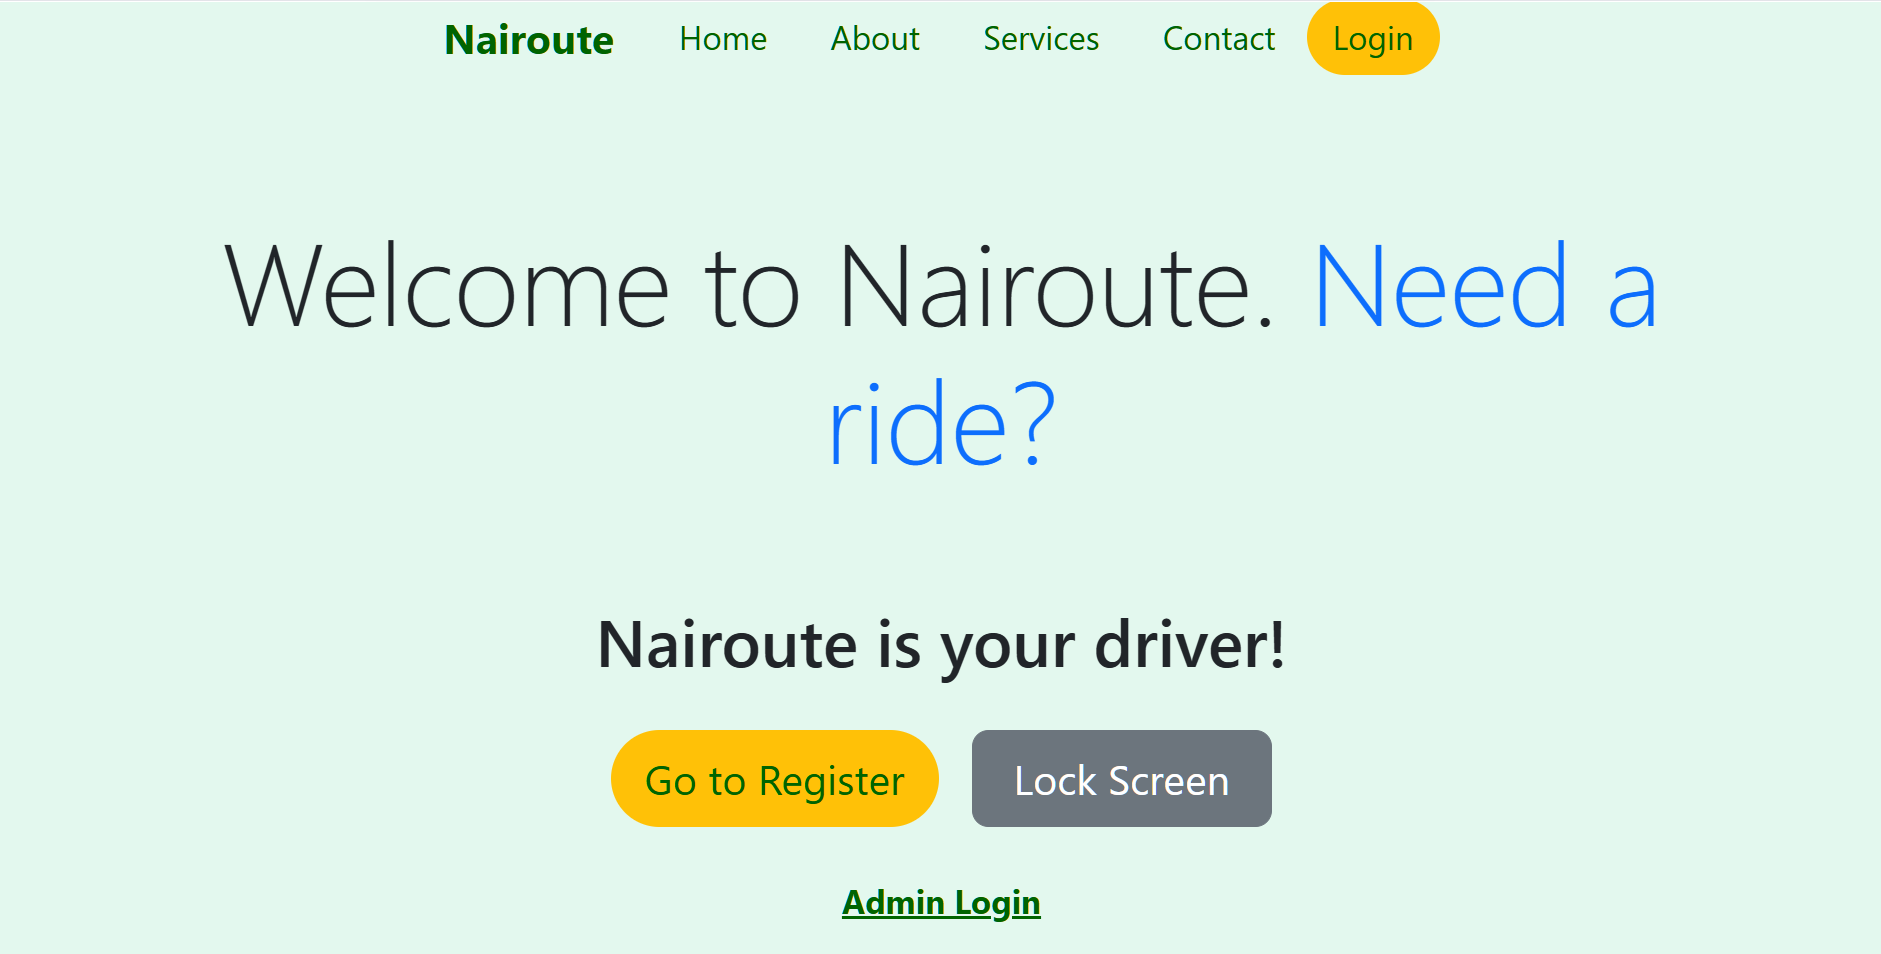 Nairoute Home About Services Contact Login
Welcome to Nairoute. Need a
ride?
Nairoute is your driver!
Go to Register Lock Screen
Admin Login